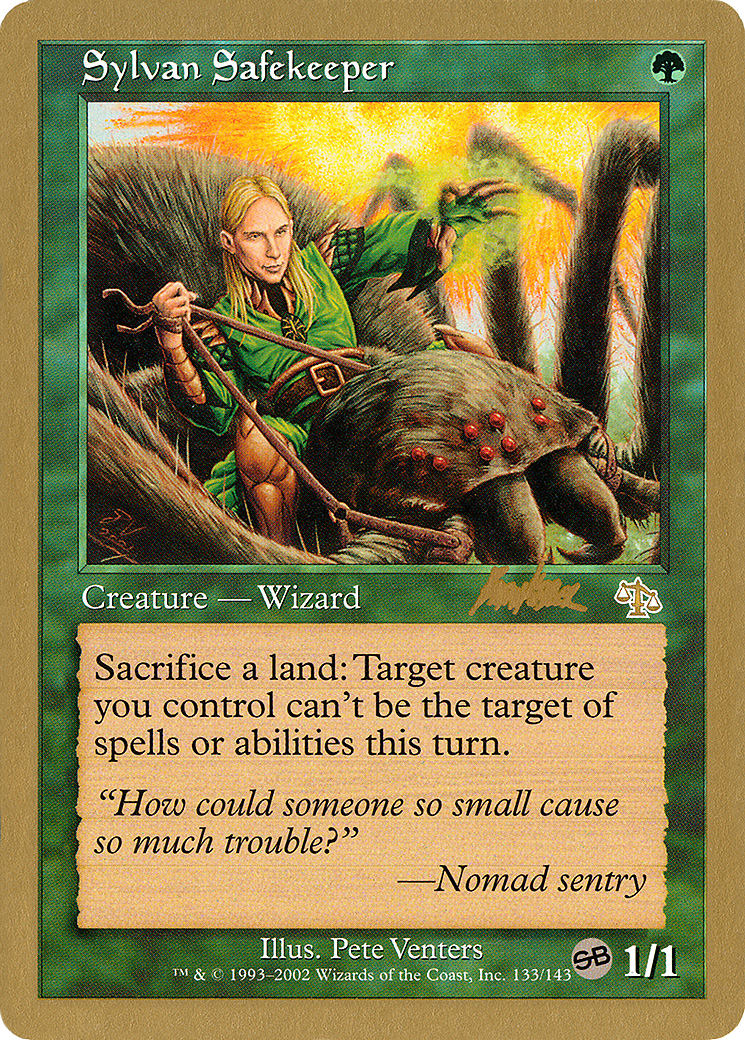 Sylvan Safekeeper
Creature — Wizard
Sacrifice a land: Target creature
you control can't be the target of
spells or abilities this turn.
“How could someone so small cause
so much trouble?”
—Nomad sentry
Illus. Pete Venters
™ & © 1993–2002 Wizards of the Coast, Inc. 133/143
SB
1/1